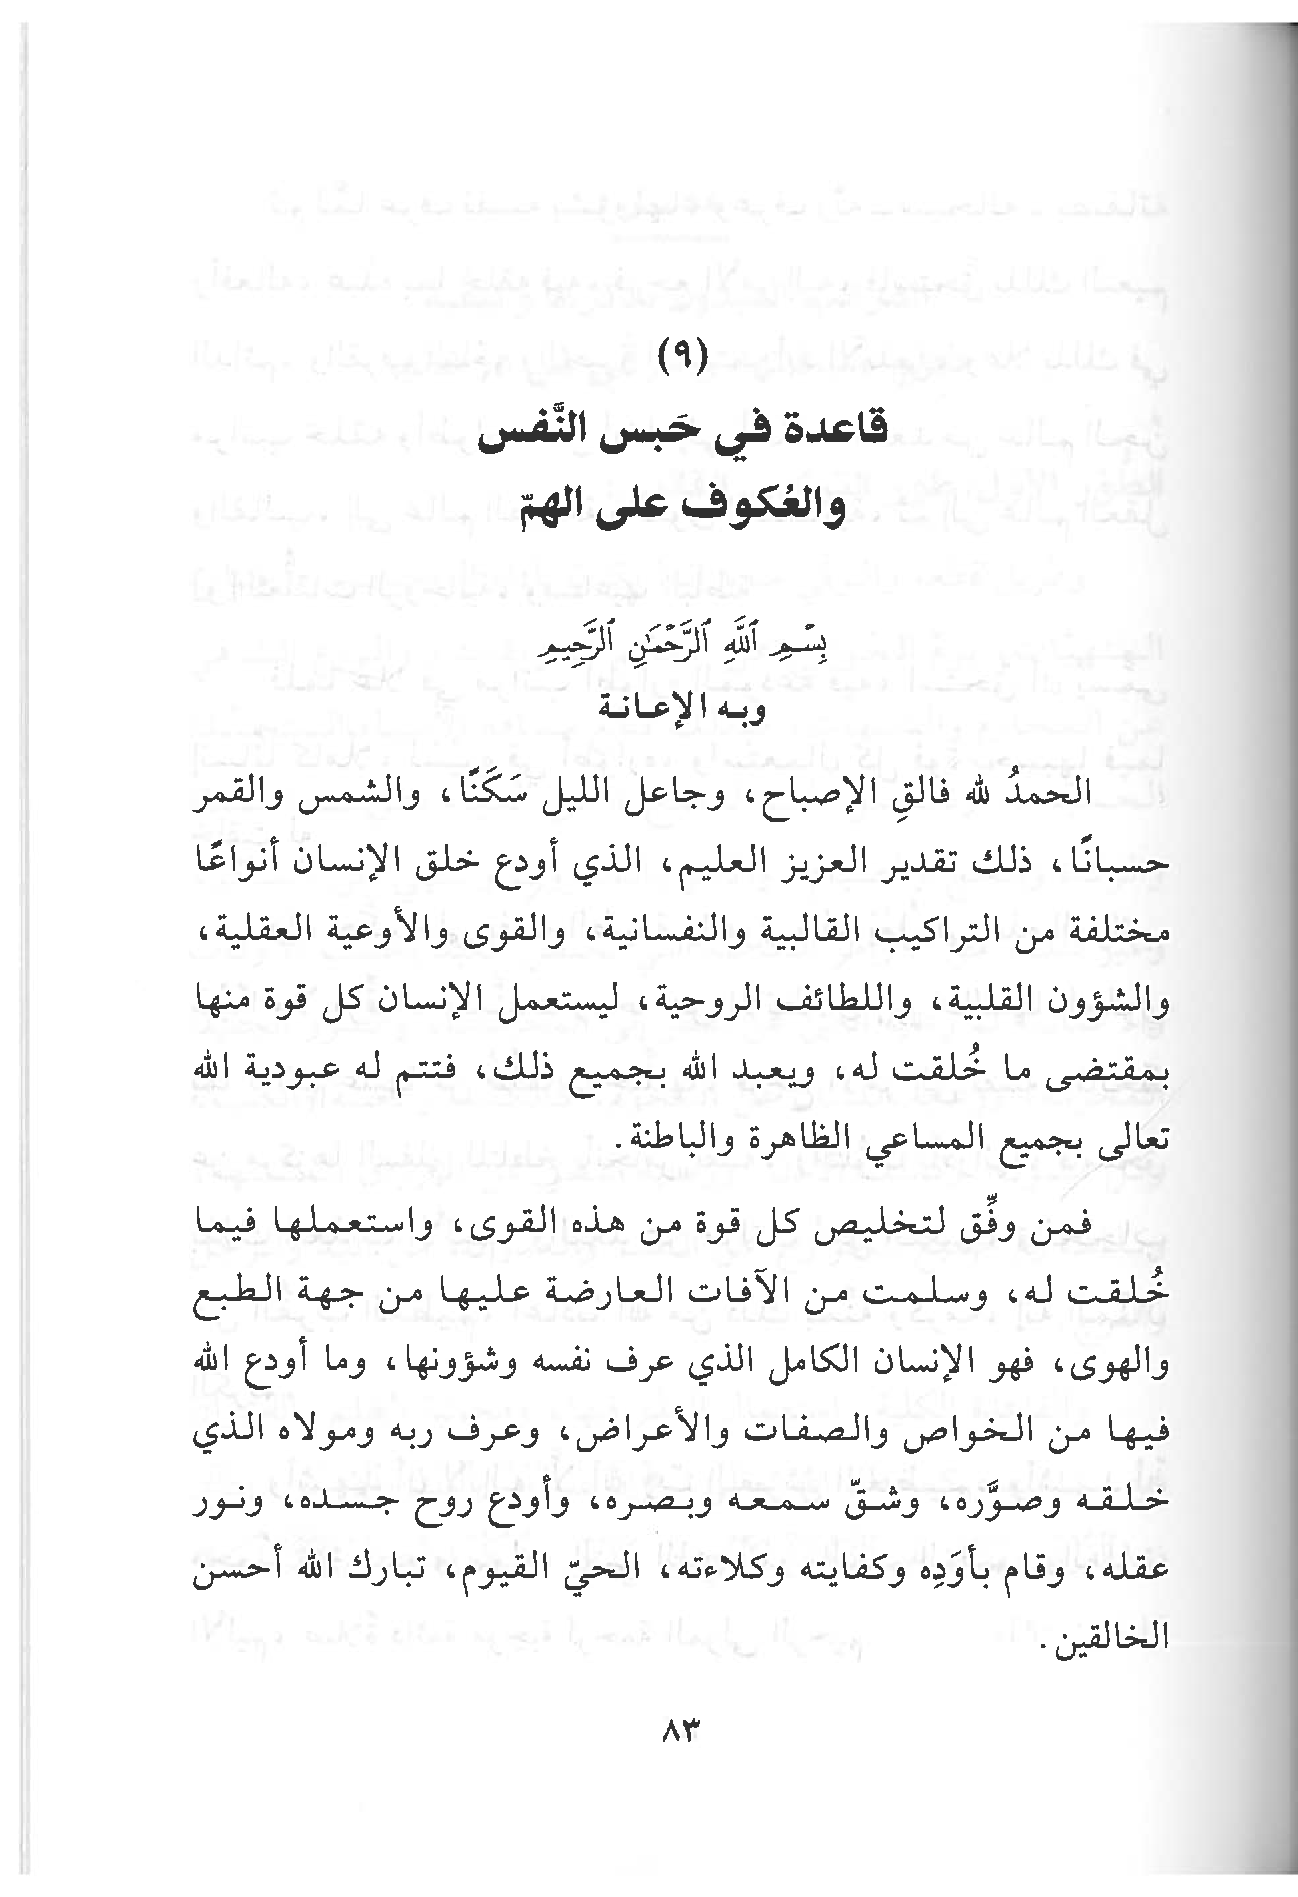 (٩)
قاعدة في حَبس النَّفس
والعُكوف على الهمّ
بِسْمِ ٱللَّهِ ٱلرَّحْمَٰنِ ٱلرَّحِيمِ
وبه الإعانة
الحمدُ لله فالقِ الإصباح، وجاعل الليل سَكَنًا، والشمس والقمر
حسبانًا، ذلك تقدير العزيز العليم، الذي أودع خلق الإنسان أنواعًا
مختلفة من التراكيب القالبية والنفسانية، والقوى والأوعية العقلية،
والشؤون القلبية، واللطائف الروحية، ليستعمل الإنسان كل قوة منها
بمقتضى ما خُلقت له، ويعبد الله بجميع ذلك، فتتم له عبودية الله
تعالى بجميع المساعي الظاهرة والباطنة.
فمن وفِّق لتخليص كل قوة من هذه القوى، واستعملها فيما
خُلقت له، وسلمت من الآفات العارضة عليها من جهة الطبع
والهوى، فهو الإنسان الكامل الذي عرف نفسه وشؤونها، وما أودع الله
فيها من الخواص والصفات والأعراض، وعرف ربه ومولاه الذي
خلقه وصوَّره، وشقّ سمعه وبصره، وأودع روح جسده، ونور
عقله، وقام بأوَدِه وكفايته وكلاءته، الحيّ القيوم، تبارك الله أحسن
الخالقين.
٨٣